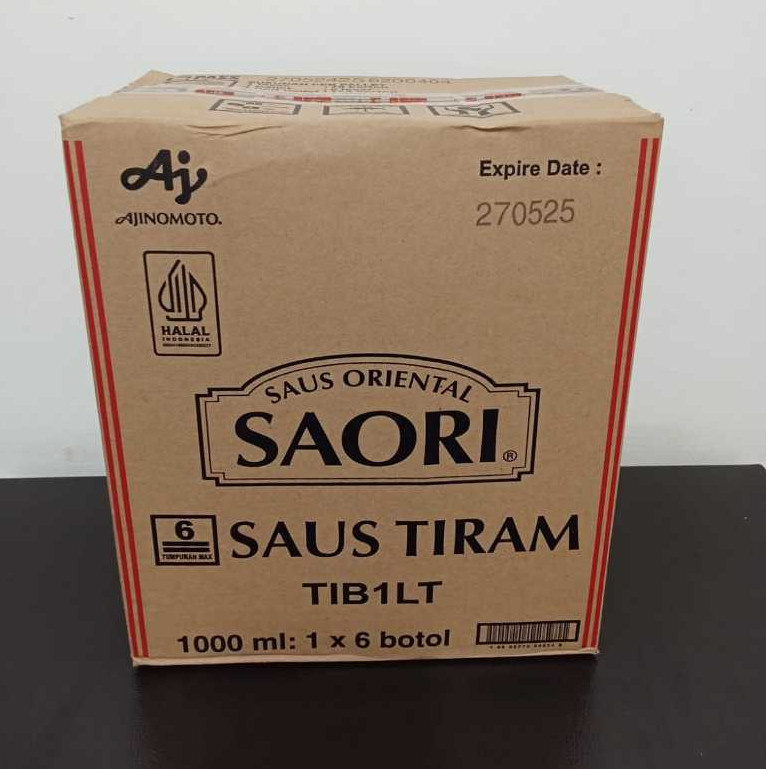 Aj
AJINOMOTO.
Expire Date :
270525
HALAL
INDONESIA
SAUS ORIENTAL
SAORI®
6
TUMPUKAN MAX
SAUS TIRAM
TIB1LT
1000 ml: 1 x 6 botol